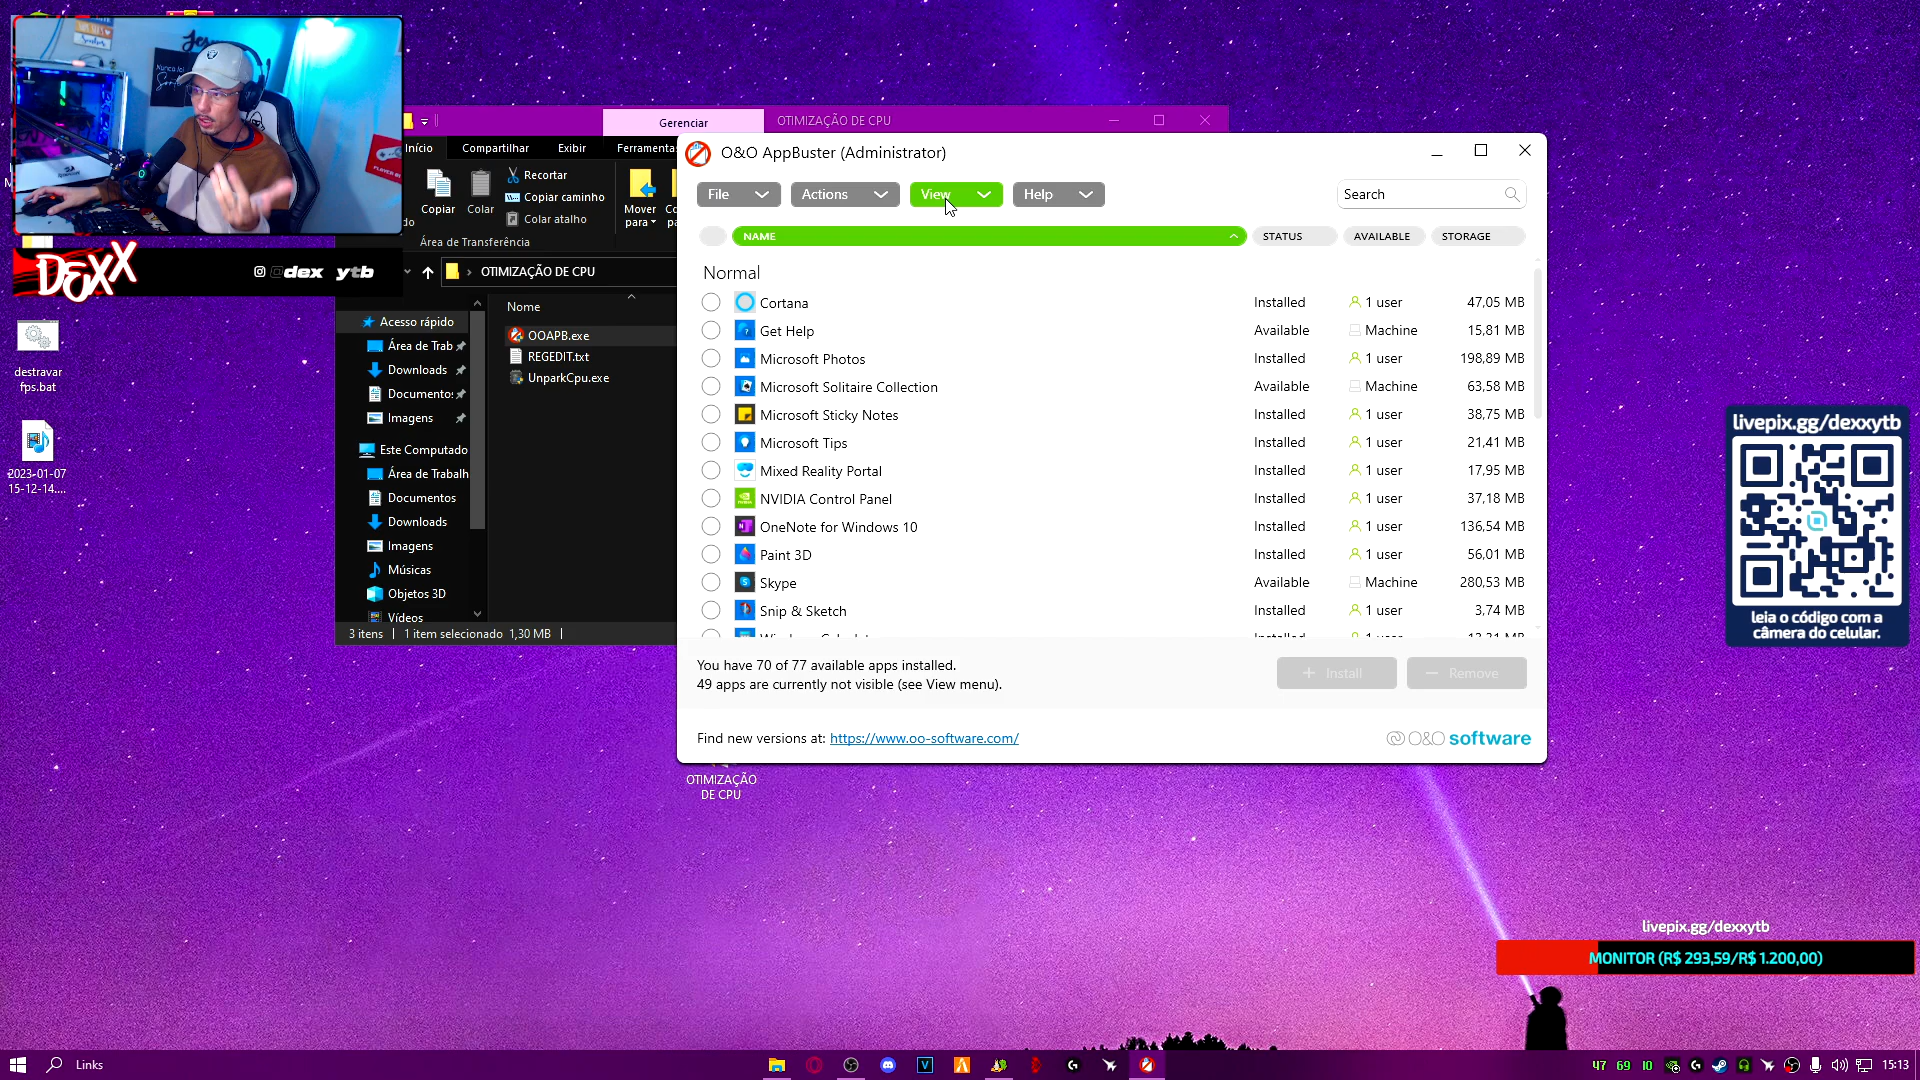 DEXX
@dex ytb
destravar
fps.bat
2023-01-07
15-12-14....
Gerenciar
OTIMIZAÇÃO DE CPU
Início
Compartilhar
Exibir
Ferramentas
Copiar
Colar
Recortar
Copiar caminho
Colar atalho
Mover
para
Área de Transferência
OTIMIZAÇÃO DE CPU
Nome
Acesso rápido
Área de Trab
Downloads
Documento:
Imagens
Este Computado
Área de Trabalh
Documentos
Downloads
Imagens
Músicas
Objetos 3D
Vídeos
OOAPB.exe
REGEDIT.txt
UnparkCpu.exe
3 itens
1 item selecionado 1,30 MB
O&O AppBuster (Administrator)
File
Actions
View
Help
Search
NAME
STATUS
AVAILABLE
STORAGE
Normal
Cortana Installed 1 user 47,05 MB
Get Help Available Machine 15,81 MB
Microsoft Photos Installed 1 user 198,89 MB
Microsoft Solitaire Collection Available Machine 63,58 MB
Microsoft Sticky Notes Installed 1 user 38,75 MB
Microsoft Tips Installed 1 user 21,41 MB
Mixed Reality Portal Installed 1 user 17,95 MB
NVIDIA Control Panel Installed 1 user 37,18 MB
OneNote for Windows 10 Installed 1 user 136,54 MB
Paint 3D Installed 1 user 56,01 MB
Skype Available Machine 280,53 MB
Snip & Sketch Installed 1 user 3,74 MB
You have 70 of 77 available apps installed.
49 apps are currently not visible (see View menu).
+ Install
− Remove
Find new versions at: https://www.oo-software.com/
O&O software
OTIMIZAÇÃO
DE CPU
livepix.gg/dexxytb
leia o código com a
câmera do celular.
livepix.gg/dexxytb
MONITOR (R$ 293,59/R$ 1.200,00)
Links
47 69 10
15:13